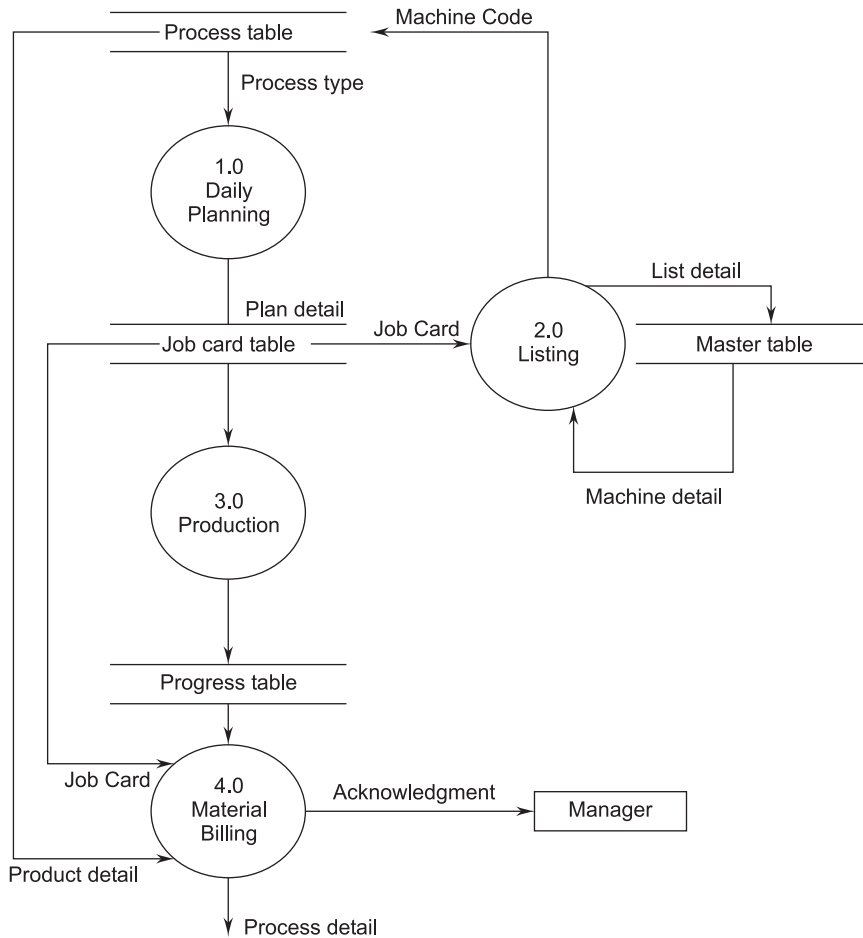 Machine Code
Process table
Process type
1.0
Daily
Planning
List detail
Plan detail
Job Card
2.0
Listing
Job card table
Master table
Machine detail
3.0
Production
Progress table
Job Card
4.0
Material
Billing
Acknowledgment
Manager
Product detail
Process detail